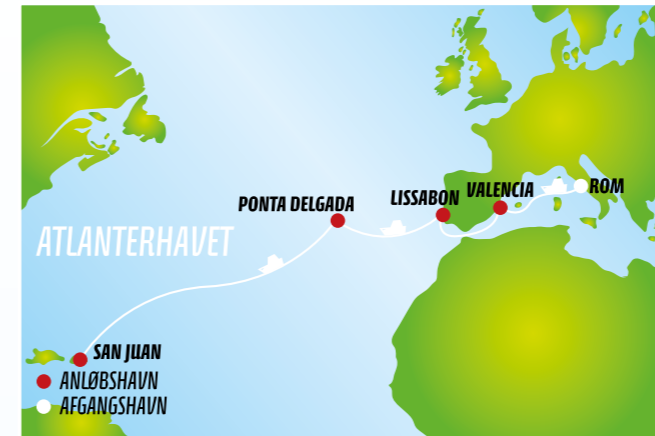 PONTA DELGADA
LISSABON
VALENCIA
ROM
ATLANTERHAVET
SAN JUAN
ANLØBSHAVN
AFGANGSHAVN